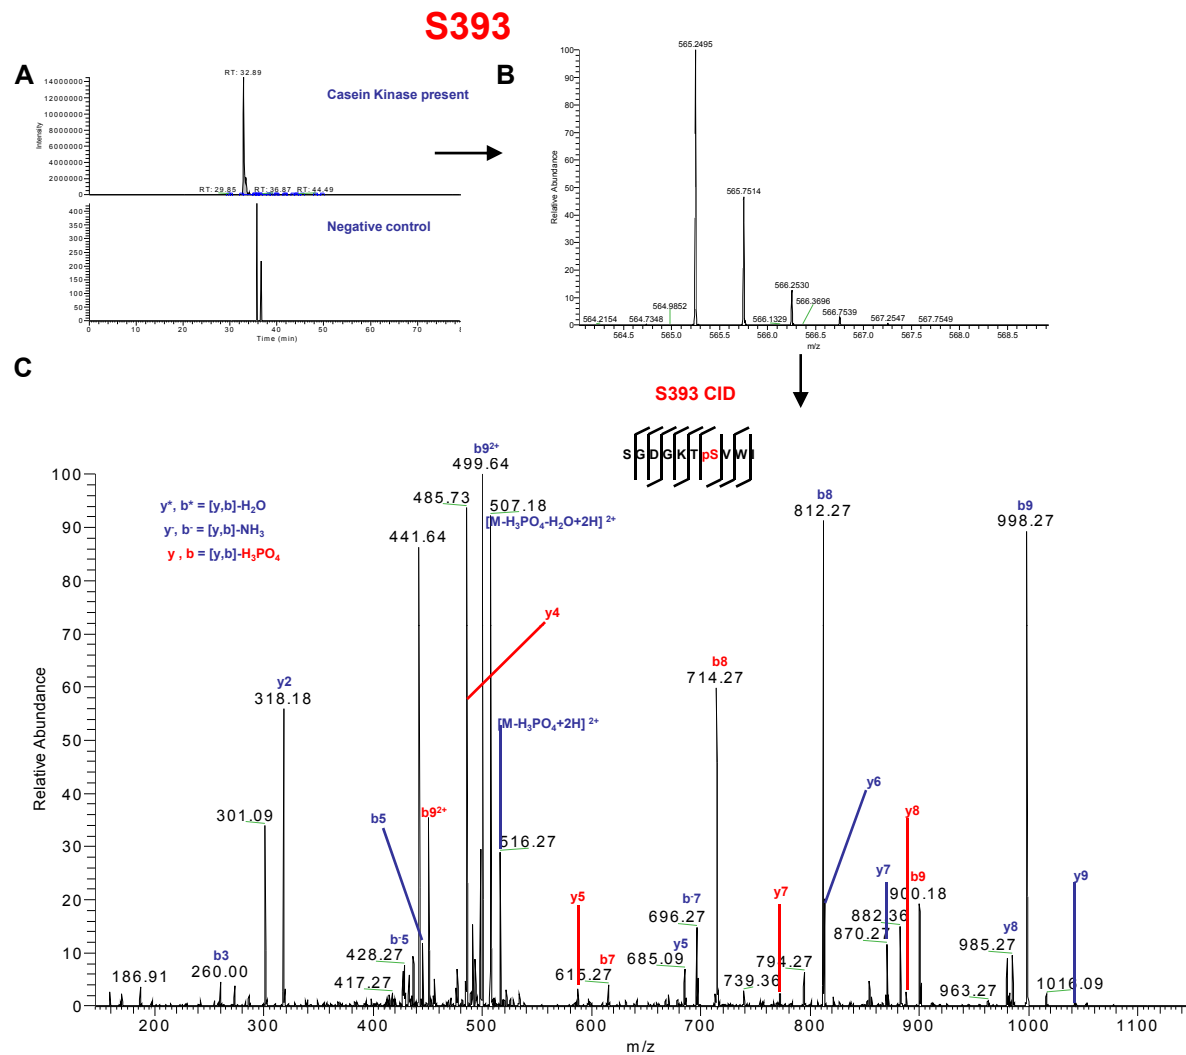 S393
A
B
14000000
12000000
10000000
8000000
6000000
4000000
2000000
0
Intensity
RT: 32.89
Casein Kinase present
RT: 29.85 RT: 36.87 RT: 44.49
400
350
300
250
200
150
100
50
0
Negative control
0 10 20 30 40 50 60 70
Time (min)
100
90
80
70
60
50
40
30
20
10
0
Relative Abundance
565.2495
565.7514
566.2530
564.9852
566.3696
564.2154 564.7348 566.1329 566.7539 567.2547 567.7549
564.5 565.0 565.5 566.0 566.5 567.0 567.5 568.0 568.5
m/z
C
S393 CID
SGDGKTpSVWI
y*, b* = [y,b]-H₂O
y⁻, b⁻ = [y,b]-NH₃
y , b = [y,b]-H₃PO₄
100
90
80
70
60
50
40
30
20
10
0
Relative Abundance
b9²⁺
499.64
485.73
507.18
[M-H₃PO₄-H₂O+2H] ²⁺
441.64
b8
812.27
b9
998.27
y4
b8
714.27
y2
318.18
[M-H₃PO₄+2H] ²⁺
301.09
b5
b9²⁺
516.27
y6
y8
y5
y7
y7
b9
900.18
y9
b⁻7
696.27
882.36
870.27
b⁻5
428.27
y5
685.09
y8
985.27
b3
260.00
b7
615.27
794.27
186.91
417.27
739.36
963.27
1016.09
200 300 400 500 600 700 800 900 1000 1100
m/z